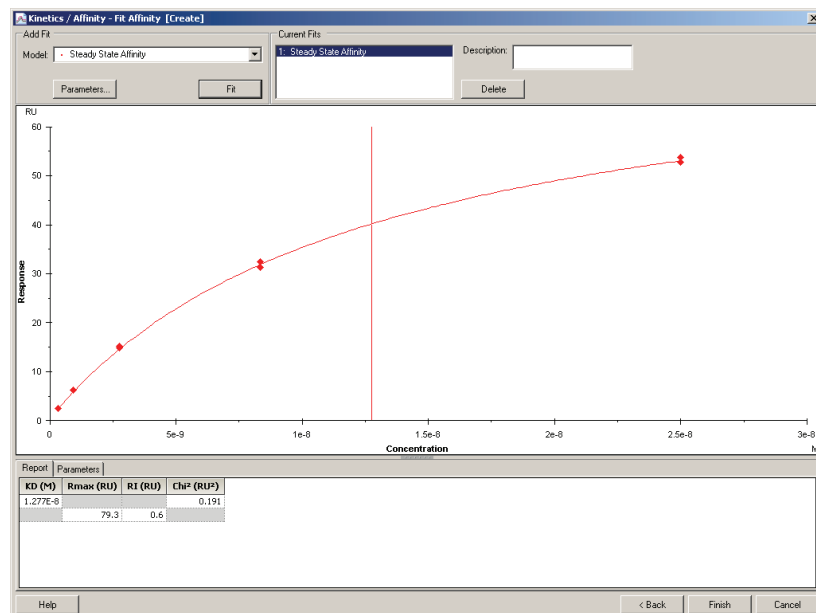 Kinetics / Affinity - Fit Affinity [Create]
Add Fit
Model: Steady State Affinity
Parameters... Fit
Current Fits
1: Steady State Affinity
Description:
Delete
RU
60
50
40
30
20
10
0
Response
0 5e-9 1e-8 1.5e-8 2e-8 2.5e-8 3e-8
Concentration
Report Parameters
KD (M) Rmax (RU) RI (RU) Chi² (RU²)
1.277E-8 0.191
79.3 0.6
Help < Back Finish Cancel